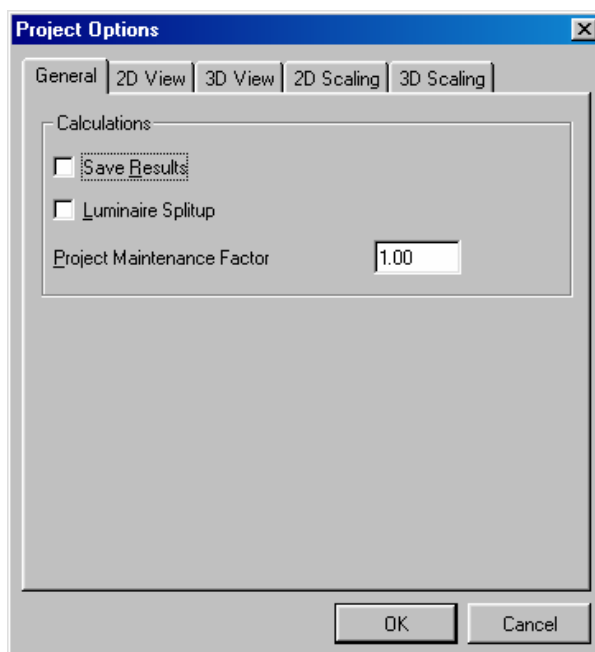 Project Options
General 2D View 3D View 2D Scaling 3D Scaling
Calculations
Save Results
Luminaire Splitup
Project Maintenance Factor 1.00
OK Cancel